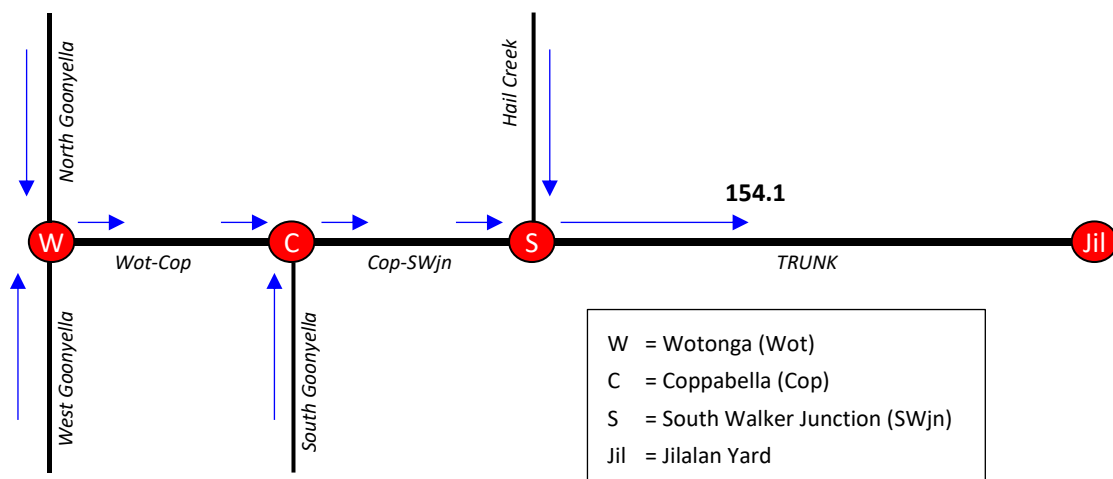 North Goonyella
Hail Creek
154.1
W
C
S
Jil
Wot-Cop
Cop-SWjn
TRUNK
West Goonyella
South Goonyella
W = Wotonga (Wot)
C = Coppabella (Cop)
S = South Walker Junction (SWjn)
Jil = Jilalan Yard